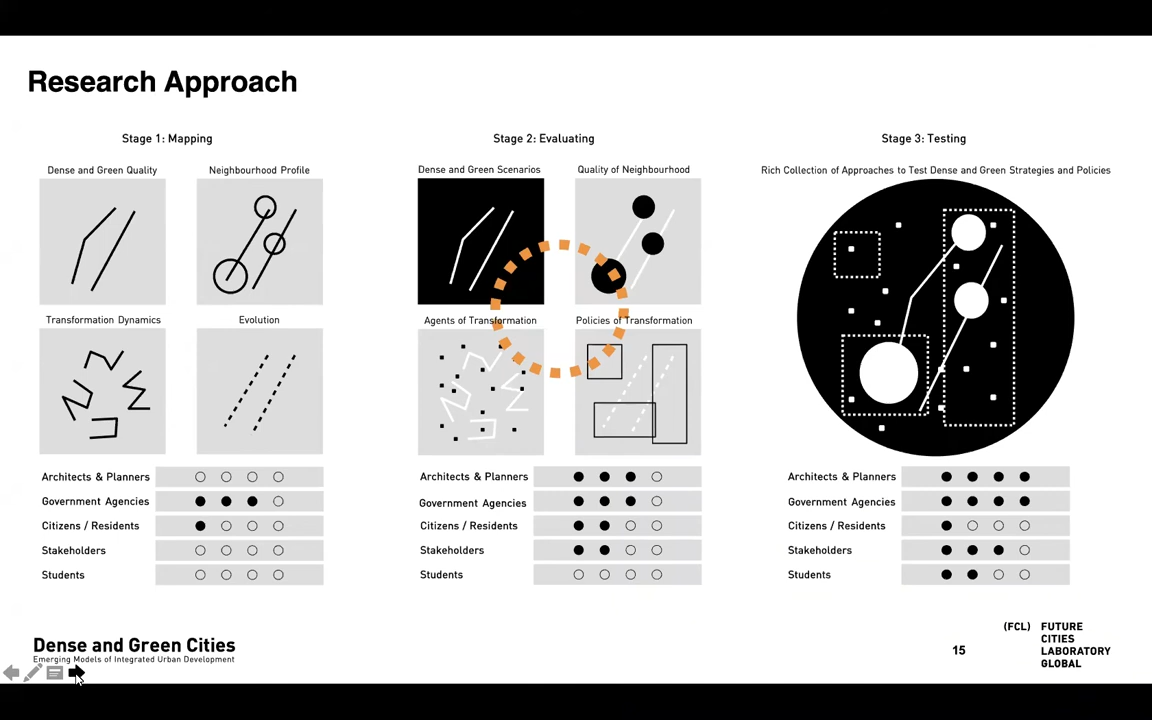 Research Approach
Stage 1: Mapping
Dense and Green Quality
Neighbourhood Profile
Transformation Dynamics
Evolution
Architects & Planners
Government Agencies
Citizens / Residents
Stakeholders
Students
Stage 2: Evaluating
Dense and Green Scenarios
Quality of Neighbourhood
Agents of Transformation
Policies of Transformation
Architects & Planners
Government Agencies
Citizens / Residents
Stakeholders
Students
Stage 3: Testing
Rich Collection of Approaches to Test Dense and Green Strategies and Policies
Architects & Planners
Government Agencies
Citizens / Residents
Stakeholders
Students
Dense and Green Cities
Emerging Models of Integrated Urban Development
15
(FCL) FUTURE
CITIES
LABORATORY
GLOBAL